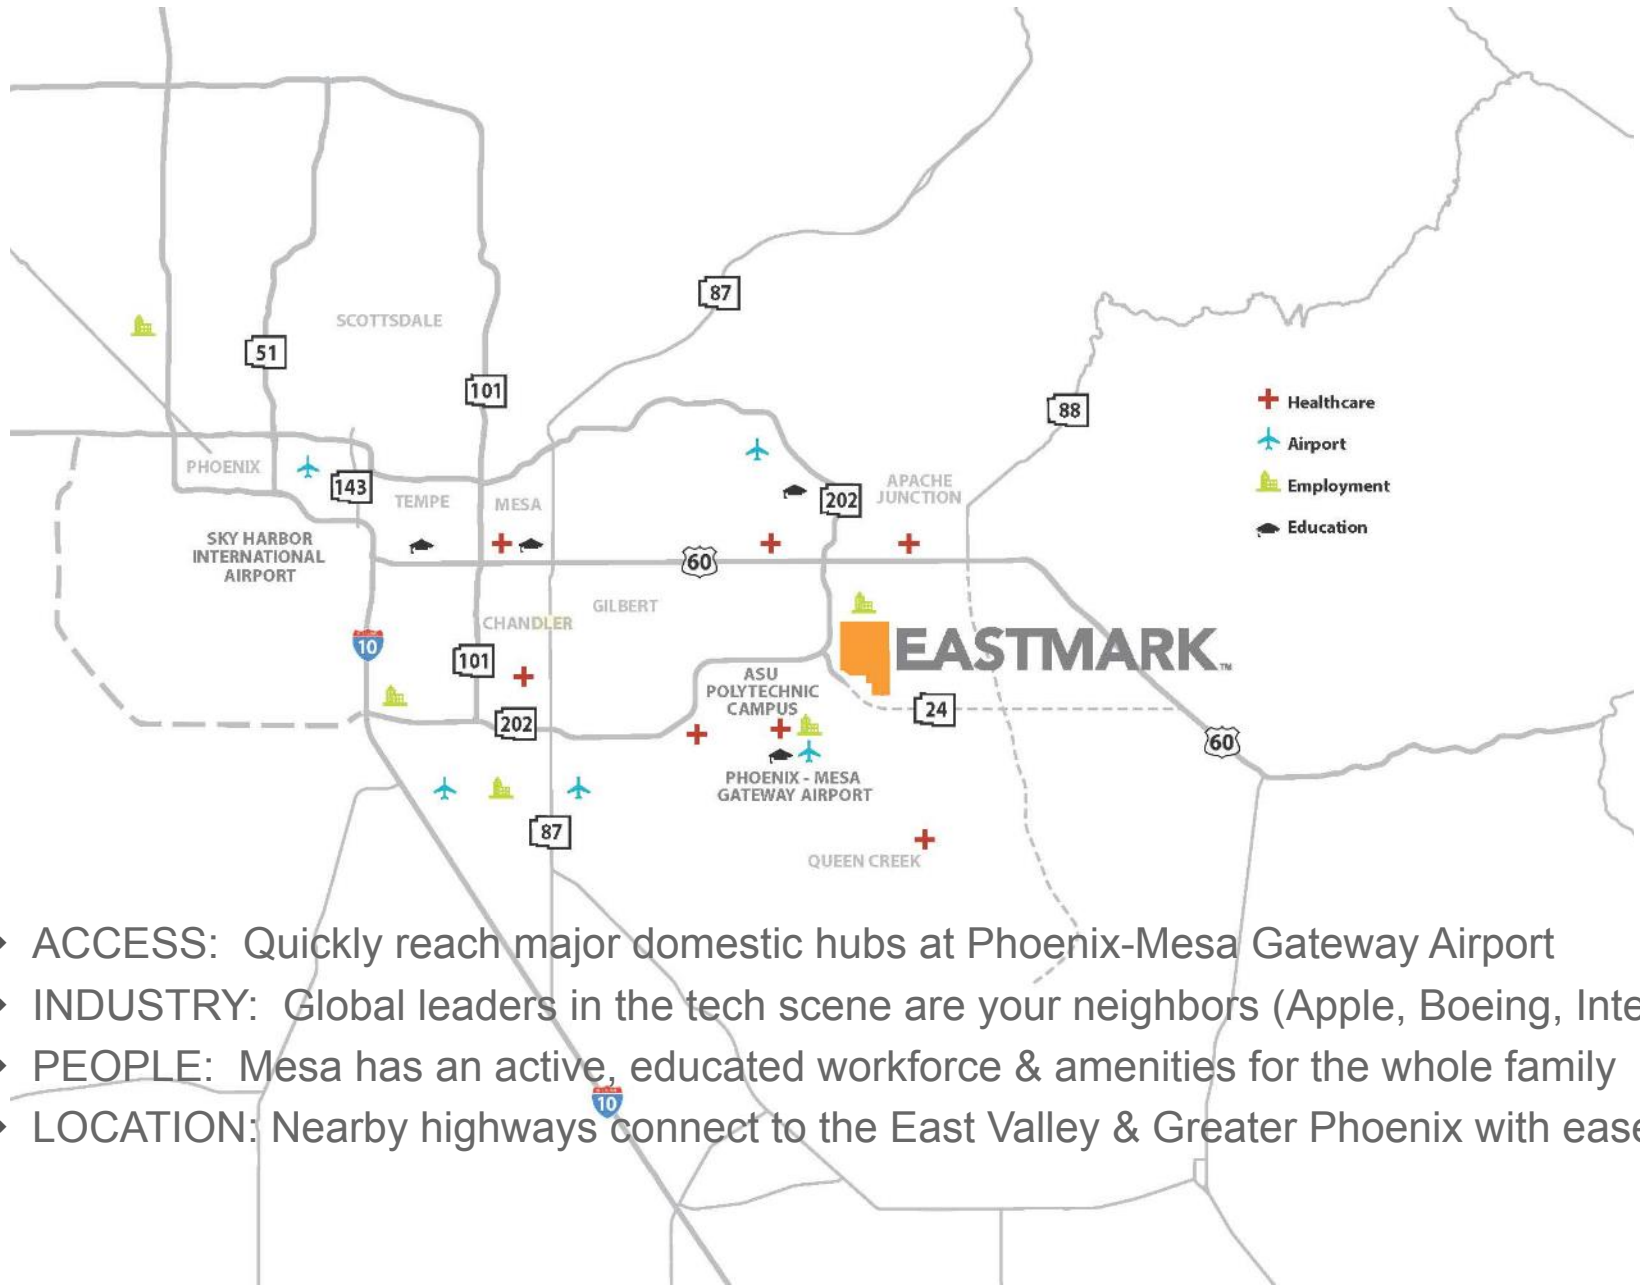 87
SCOTTSDALE
51
101
88
Healthcare
Airport
Employment
Education
PHOENIX
143
TEMPE
MESA
202
APACHE
JUNCTION
SKY HARBOR
INTERNATIONAL
AIRPORT
60
GILBERT
CHANDLER
10
101
EASTMARK™
ASU
POLYTECHNIC
CAMPUS
24
202
60
PHOENIX - MESA
GATEWAY AIRPORT
87
QUEEN CREEK
ACCESS: Quickly reach major domestic hubs at Phoenix-Mesa Gateway Airport
INDUSTRY: Global leaders in the tech scene are your neighbors (Apple, Boeing, Inte
PEOPLE: Mesa has an active, educated workforce & amenities for the whole family
10
LOCATION: Nearby highways connect to the East Valley & Greater Phoenix with ease